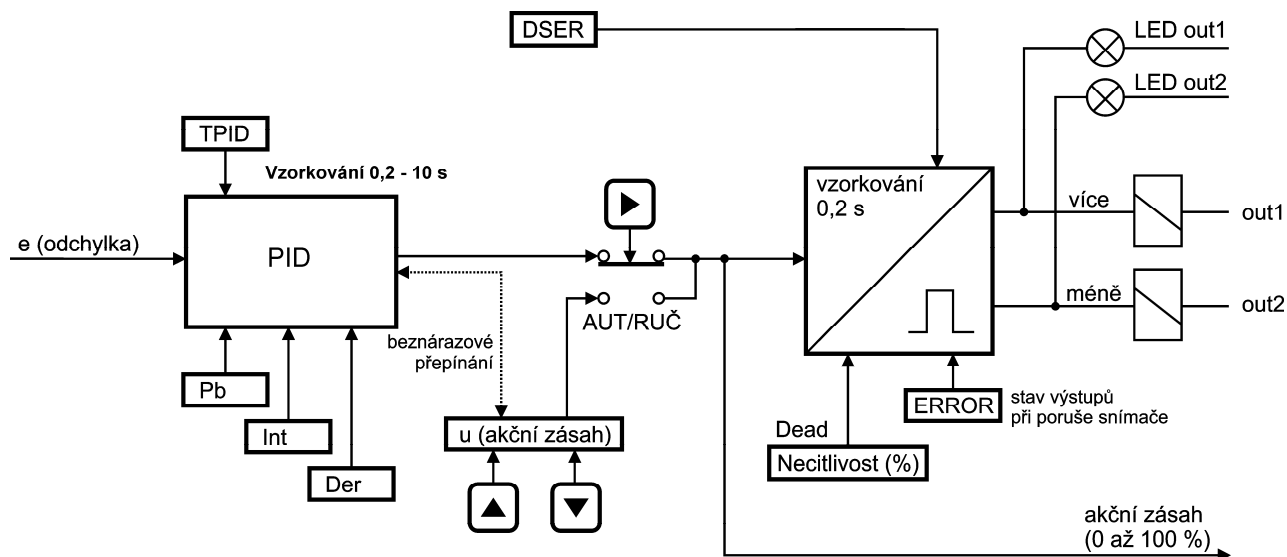 DSER
LED out1
LED out2
TPID
Vzorkování 0,2 - 10 s
vzorkování
0,2 s
více
out1
e (odchylka)
PID
AUT/RUČ
méně
out2
beznárazové
přepínání
Pb
ERROR
stav výstupů
při poruše snímače
Int
u (akční zásah)
Dead
Necitlivost (%)
Der
akční zásah
(0 až 100 %)